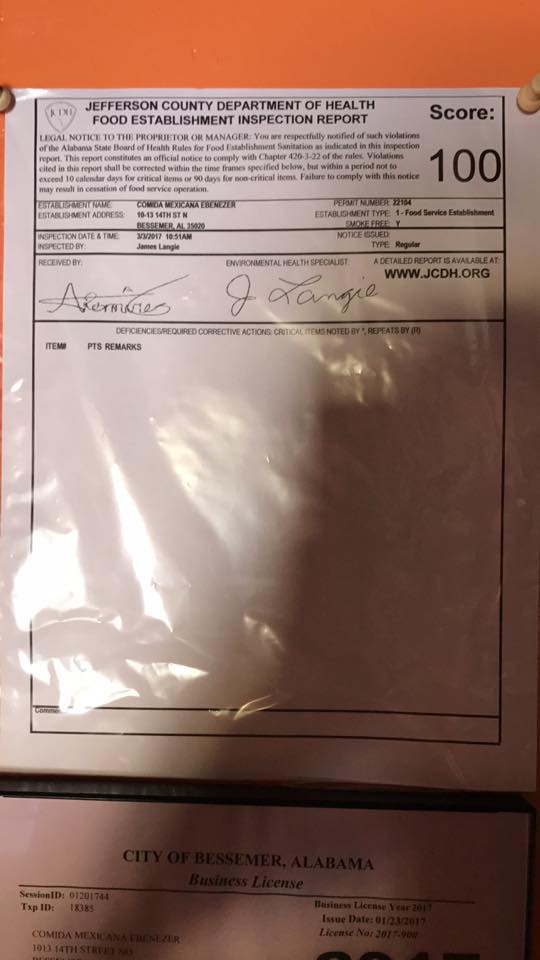 JCDH
JEFFERSON COUNTY DEPARTMENT OF HEALTH
FOOD ESTABLISHMENT INSPECTION REPORT
Score:
100
LEGAL NOTICE TO THE PROPRIETOR OR MANAGER: You are respectfully notified of such violations
of the Alabama State Board of Health Rules for Food Establishment Sanitation as indicated in this inspection
report. This report constitutes an official notice to comply with Chapter 420-3-22 of the rules. Violations
cited in this report shall be corrected within the time frames specified below, but within a period not to
exceed 10 calendar days for critical items or 90 days for non-critical items. Failure to comply with this notice
may result in cessation of food service operation.
ESTABLISHMENT NAME: COMIDA MEXICANA EBENEZER PERMIT NUMBER: 22104
ESTABLISHMENT ADDRESS: 10-13 14TH ST N ESTABLISHMENT TYPE: 1 - Food Service Establishment
BESSEMER, AL 35020 SMOKE FREE: Y
INSPECTION DATE & TIME: 3/3/2017 10:51AM NOTICE ISSUED:
INSPECTED BY: James Langie TYPE: Regular
RECEIVED BY: ENVIRONMENTAL HEALTH SPECIALIST: A DETAILED REPORT IS AVAILABLE AT:
WWW.JCDH.ORG
J Langie
DEFICIENCIES/REQUIRED CORRECTIVE ACTIONS: CRITICAL ITEMS NOTED BY *, REPEATS BY (R)
ITEM# PTS REMARKS
CITY OF BESSEMER, ALABAMA
Business License
SessionID: 01201744
Txp ID: 18385
Business License Year 2017
Issue Date: 01/23/2017
License No: 2017-900
COMIDA MEXICANA EBENEZER
1013 14TH STREET NO
2017